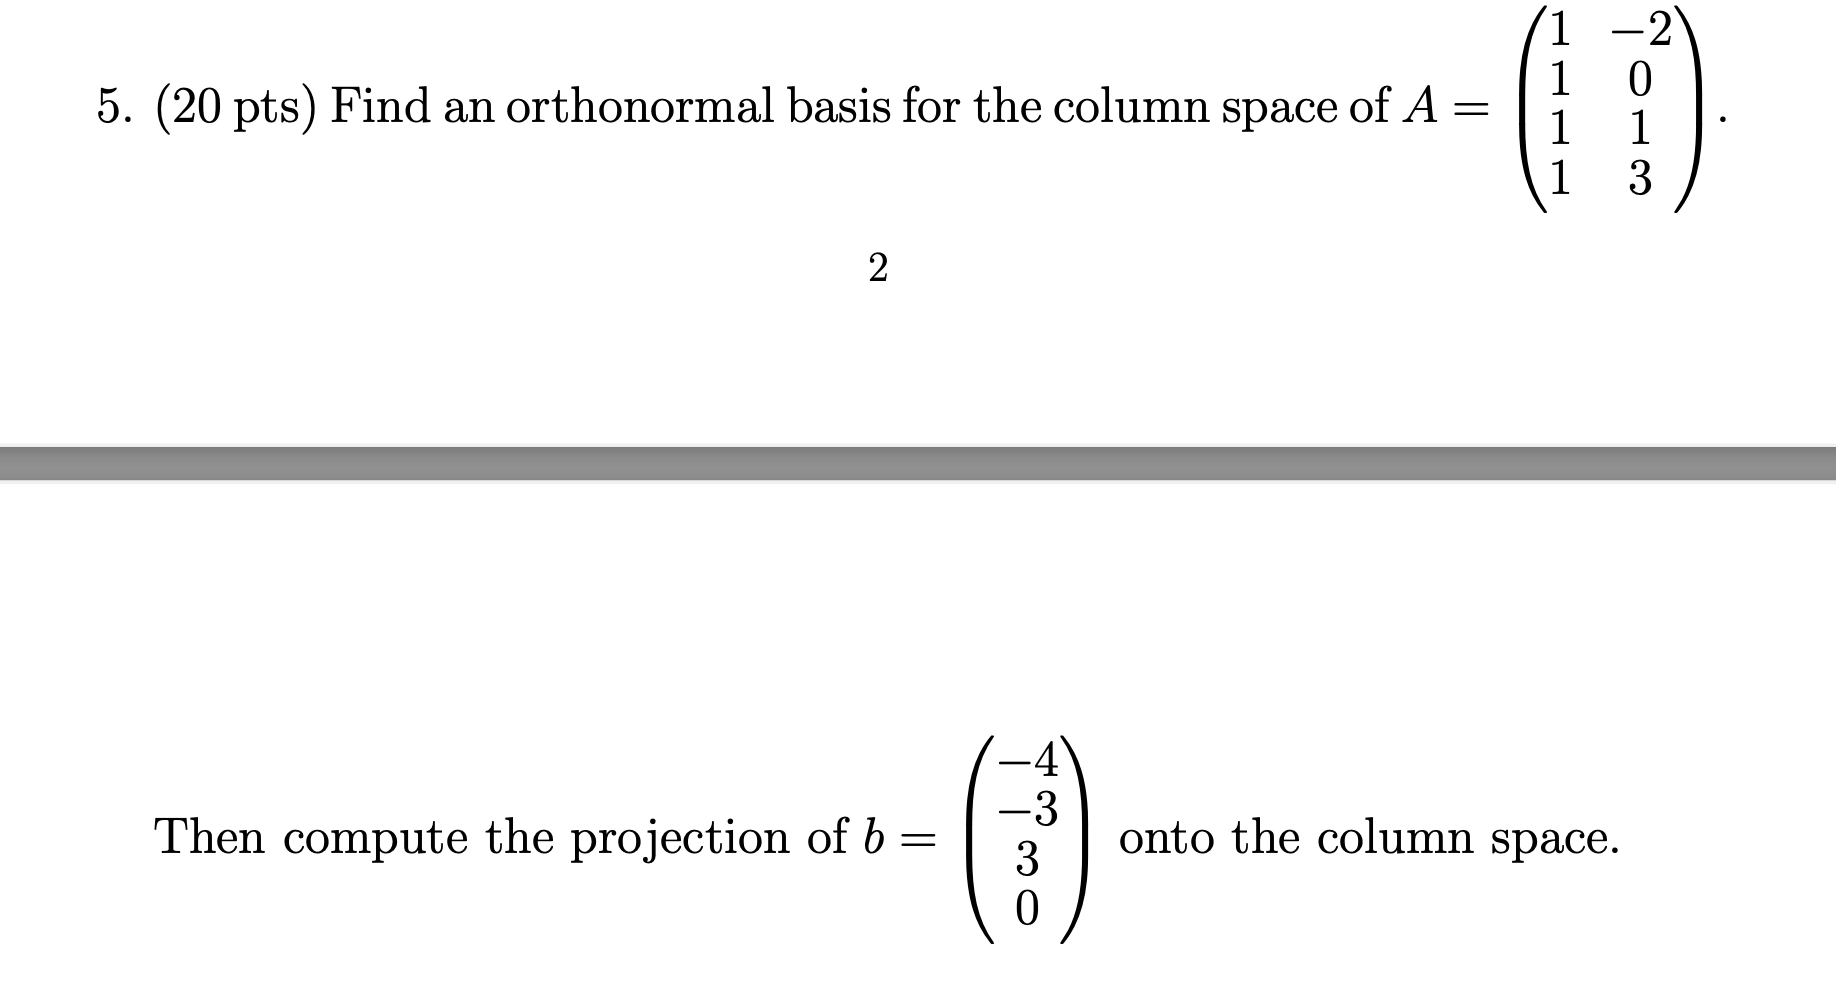 5. (20 pts) Find an orthonormal basis for the column space of $A = \begin{pmatrix} 1 & -2 \\ 1 & 0 \\ 1 & 1 \\ 1 & 3 \end{pmatrix}$.
2
Then compute the projection of $b = \begin{pmatrix} -4 \\ -3 \\ 3 \\ 0 \end{pmatrix}$ onto the column space.